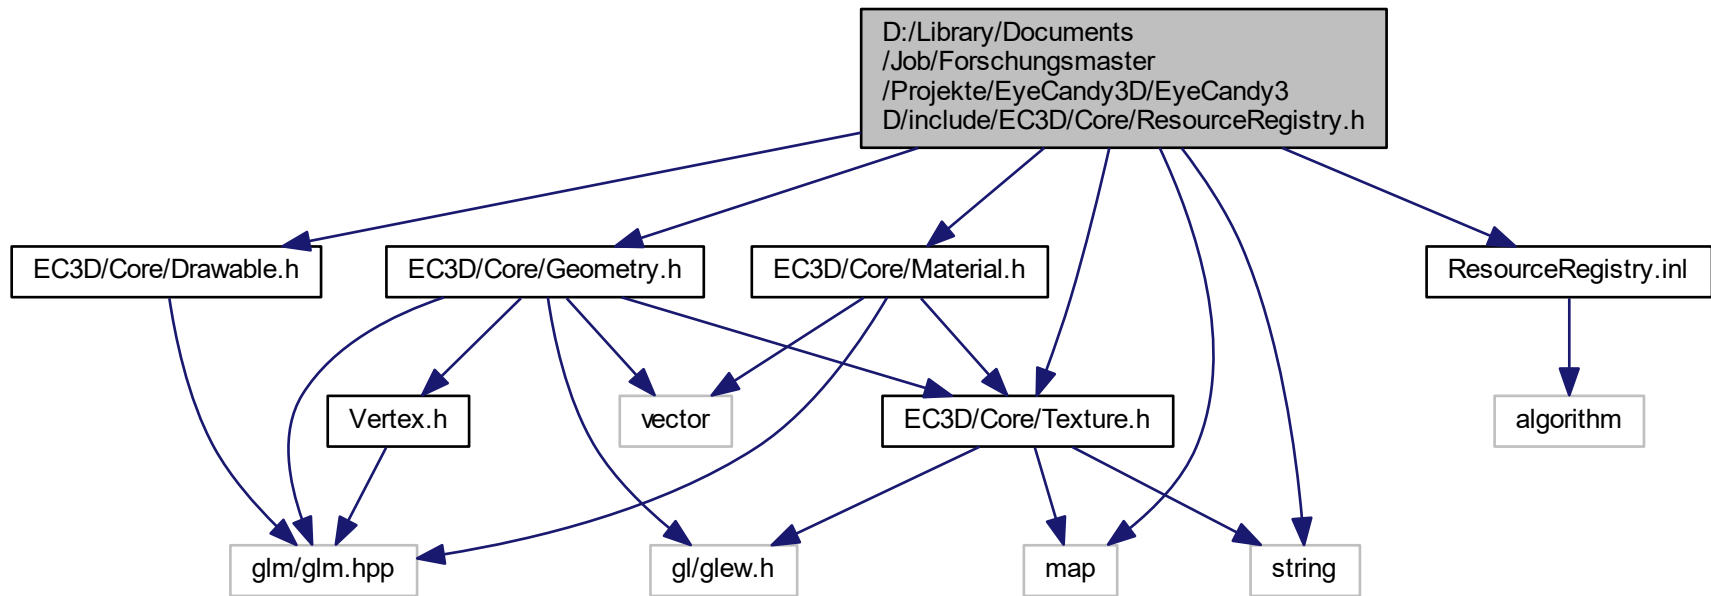 D:/Library/Documents
/Job/Forschungsmaster
/Projekte/EyeCandy3D/EyeCandy3
D/include/EC3D/Core/ResourceRegistry.h
EC3D/Core/Drawable.h
EC3D/Core/Geometry.h
EC3D/Core/Material.h
ResourceRegistry.inl
Vertex.h
vector
EC3D/Core/Texture.h
algorithm
glm/glm.hpp
gl/glew.h
map
string